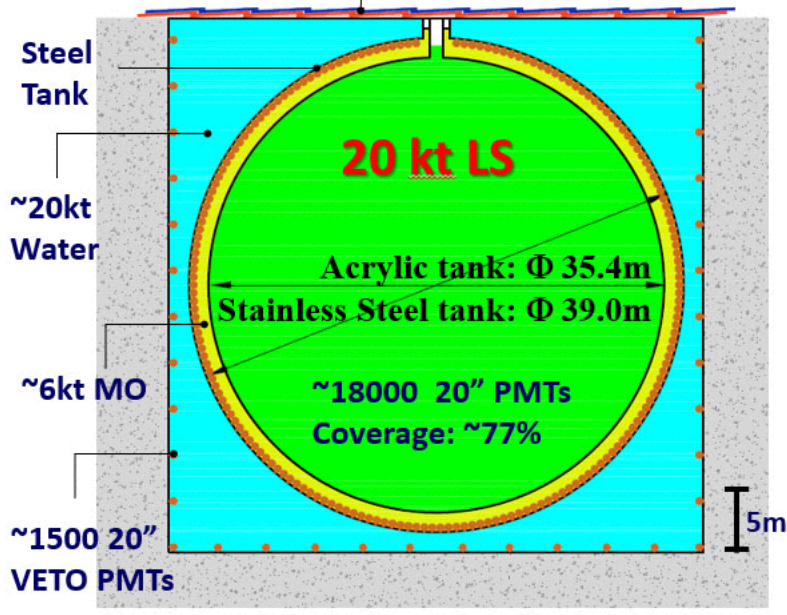 Steel
Tank
20 kt LS
~20kt
Water
Acrylic tank: Φ 35.4m
Stainless Steel tank: Φ 39.0m
~6kt MO
~18000 20” PMTs
Coverage: ~77%
5m
~1500 20”
VETO PMTs